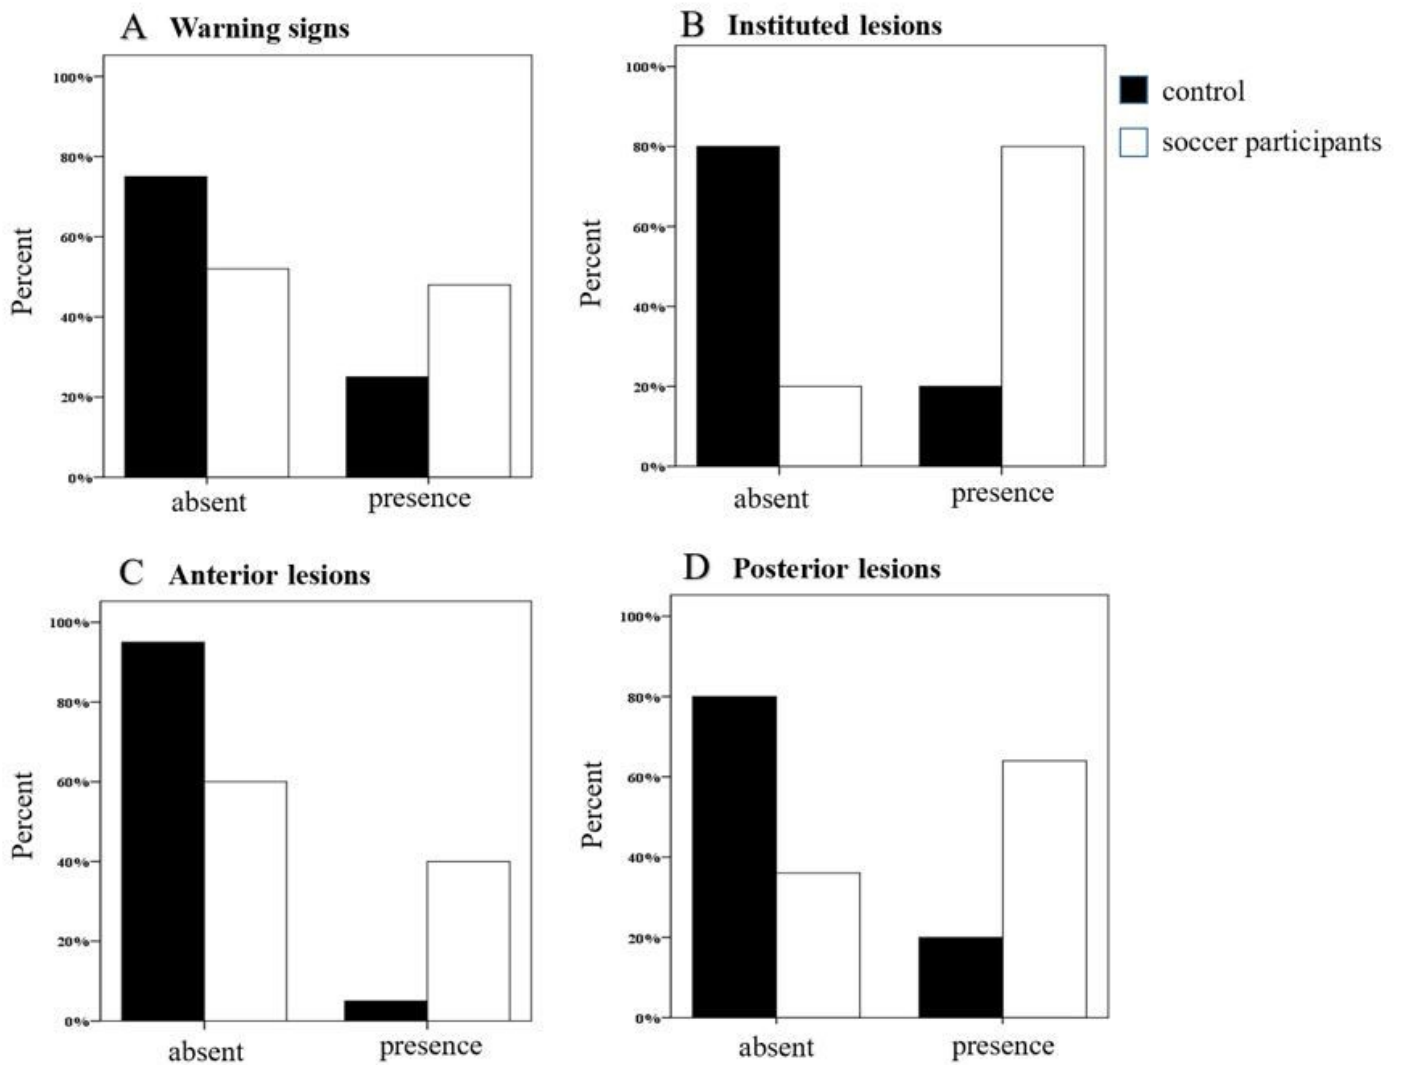 A Warning signs
100%
80%
60%
40%
20%
0%
Percent
absent
presence
B Instituted lesions
100%
80%
60%
40%
20%
0%
Percent
absent
presence
control
soccer participants
C Anterior lesions
100%
80%
60%
40%
20%
0%
Percent
absent
presence
D Posterior lesions
100%
80%
60%
40%
20%
0%
Percent
absent
presence